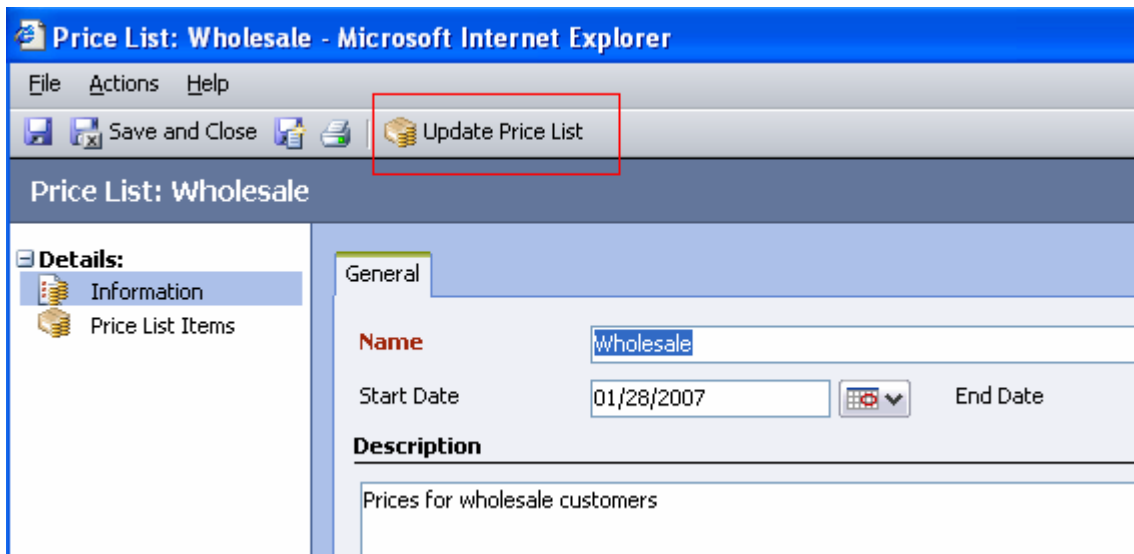 Price List: Wholesale - Microsoft Internet Explorer
File Actions Help
Save and Close Update Price List
Price List: Wholesale
Details:
Information
Price List Items
General
Name Wholesale
Start Date 01/28/2007 End Date
Description
Prices for wholesale customers